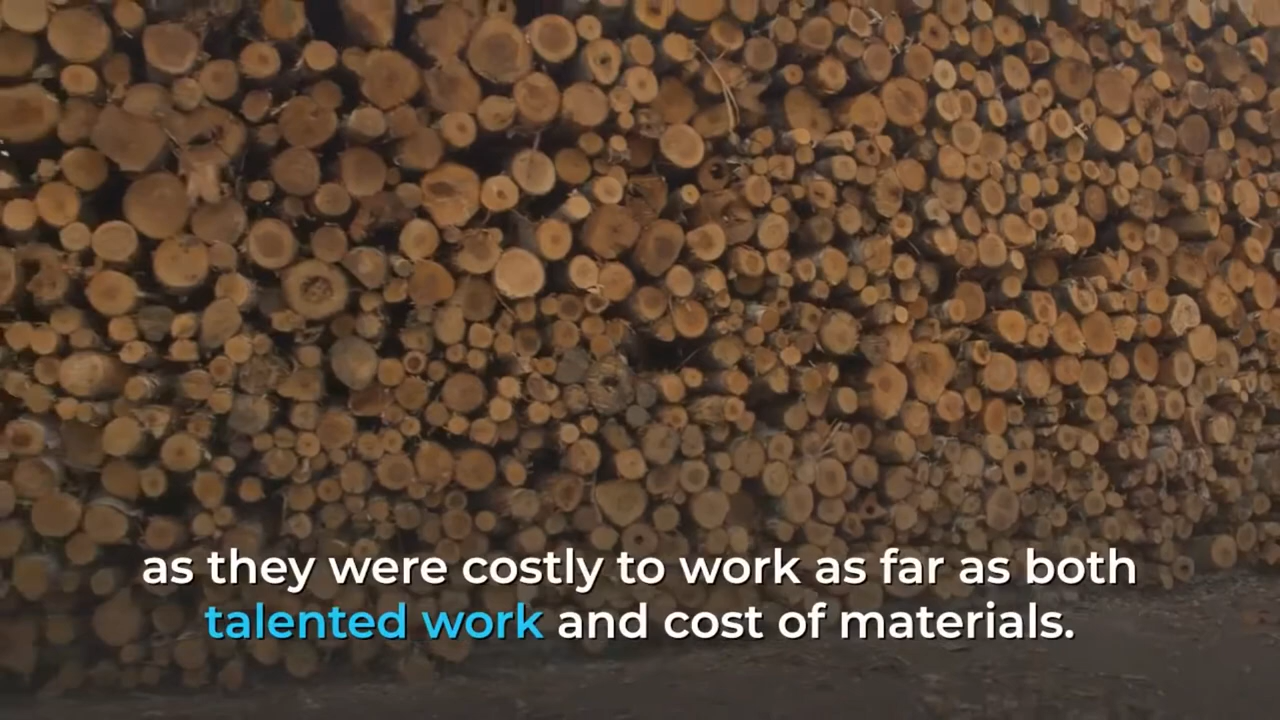 as they were costly to work as far as both
talented work and cost of materials.